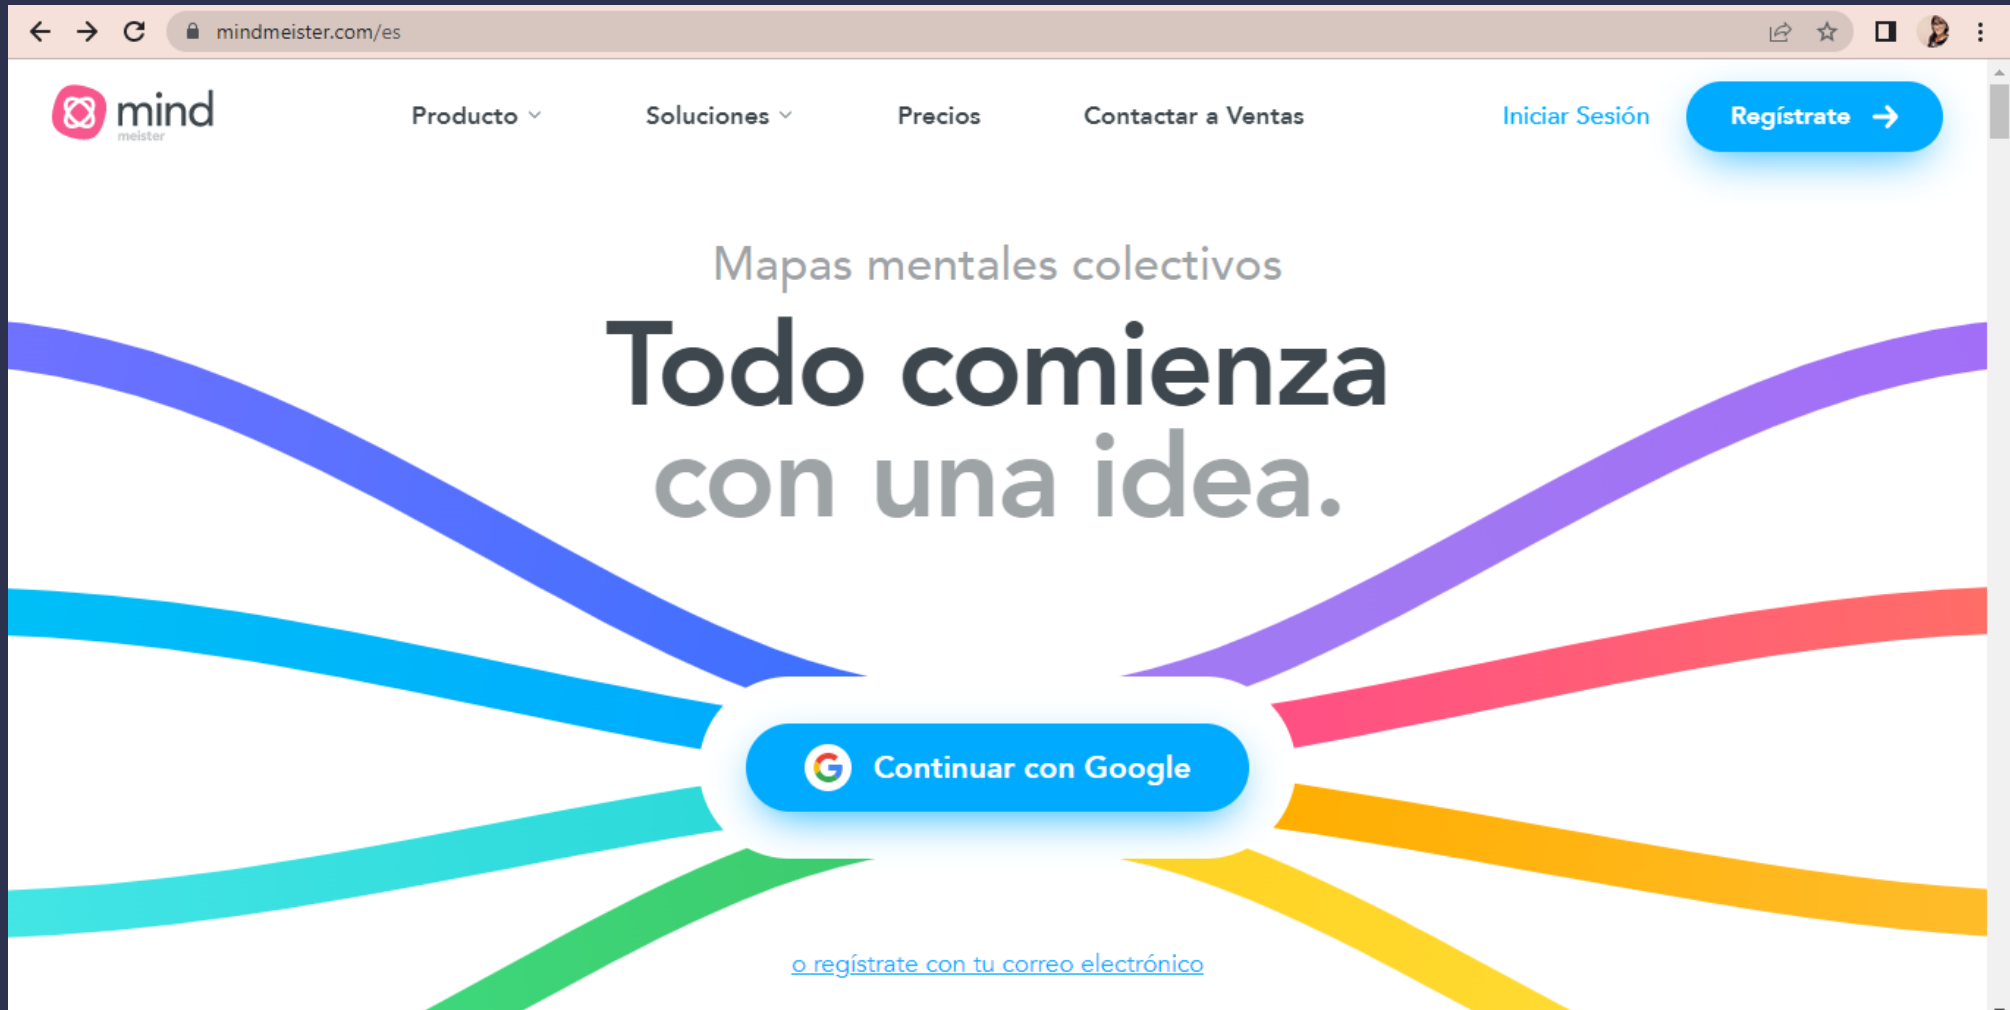 mindmeister.com/es
mind
meister
Producto
Soluciones
Precios
Contactar a Ventas
Iniciar Sesión
Regístrate
Mapas mentales colectivos
Todo comienza
con una idea.
Continuar con Google
o regístrate con tu correo electrónico